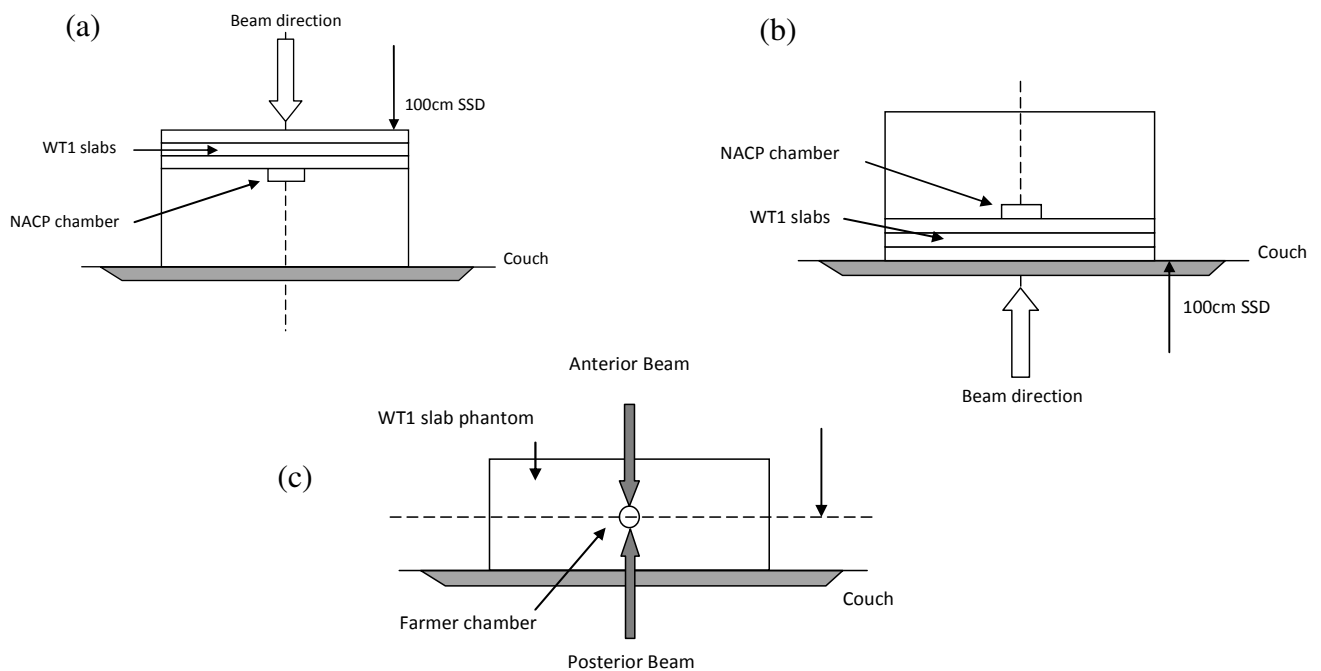 (a)
Beam direction
100cm SSD
WT1 slabs
NACP chamber
Couch
(b)
NACP chamber
WT1 slabs
Couch
100cm SSD
Beam direction
(c)
Anterior Beam
WT1 slab phantom
Farmer chamber
Couch
Posterior Beam